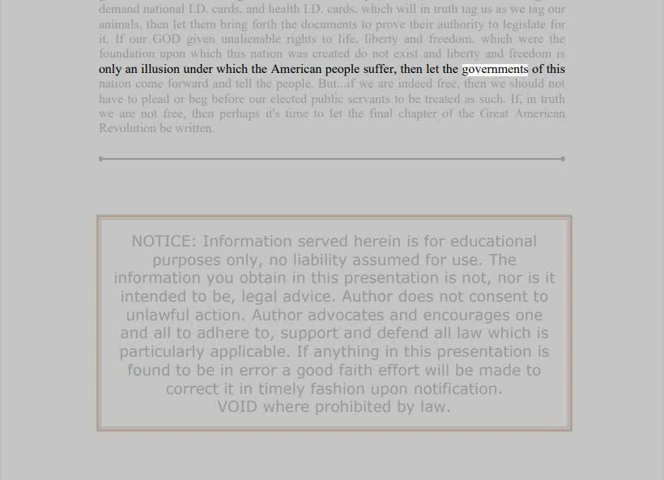 demand national I.D. cards, and health I.D. cards, which will in truth tag us as we tag our
animals, then let them bring forth the documents to prove their authority to legislate for
it. If our GOD given unalienable rights to life, liberty and freedom, which were the
foundation upon which this nation was created do not exist and liberty and freedom is
only an illusion under which the American people suffer, then let the governments of this
nation come forward and tell the people. But...if we are indeed free, then we should not
have to plead or beg before our elected public servants to be treated as such. If, in truth
we are not free, then perhaps it's time to let the final chapter of the Great American
Revolution be written.
NOTICE: Information served herein is for educational
purposes only, no liability assumed for use. The
information you obtain in this presentation is not, nor is it
intended to be, legal advice. Author does not consent to
unlawful action. Author advocates and encourages one
and all to adhere to, support and defend all law which is
particularly applicable. If anything in this presentation is
found to be in error a good faith effort will be made to
correct it in timely fashion upon notification.
VOID where prohibited by law.